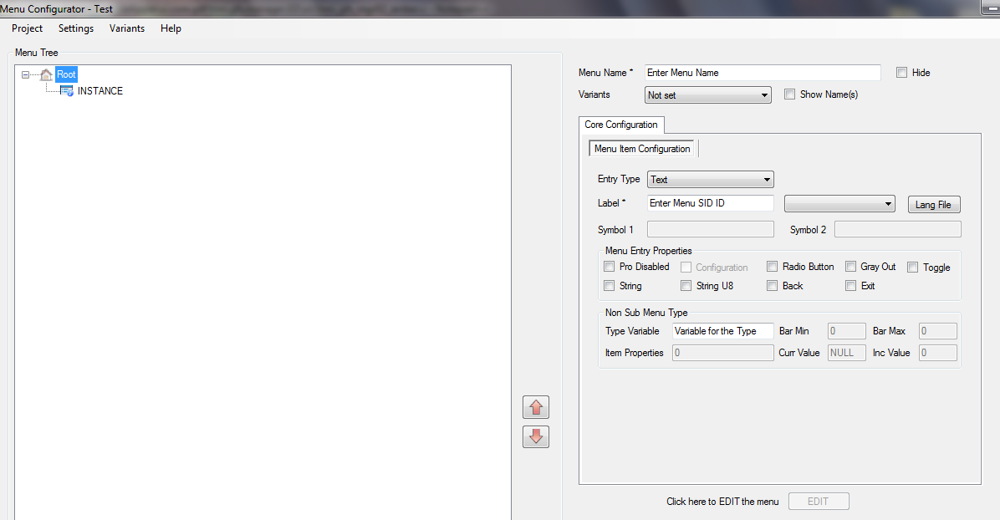 Menu Configurator - Test
Project Settings Variants Help
Menu Tree
Root
INSTANCE
Menu Name * Enter Menu Name Hide
Variants Not set Show Name(s)
Core Configuration
Menu Item Configuration
Entry Type Text
Label * Enter Menu SID ID Lang File
Symbol 1 Symbol 2
Menu Entry Properties
Pro Disabled Configuration Radio Button Gray Out Toggle
String String U8 Back Exit
Non Sub Menu Type
Type Variable Variable for the Type Bar Min 0 Bar Max 0
Item Properties 0 Curr Value NULL Inc Value 0
Click here to EDIT the menu EDIT